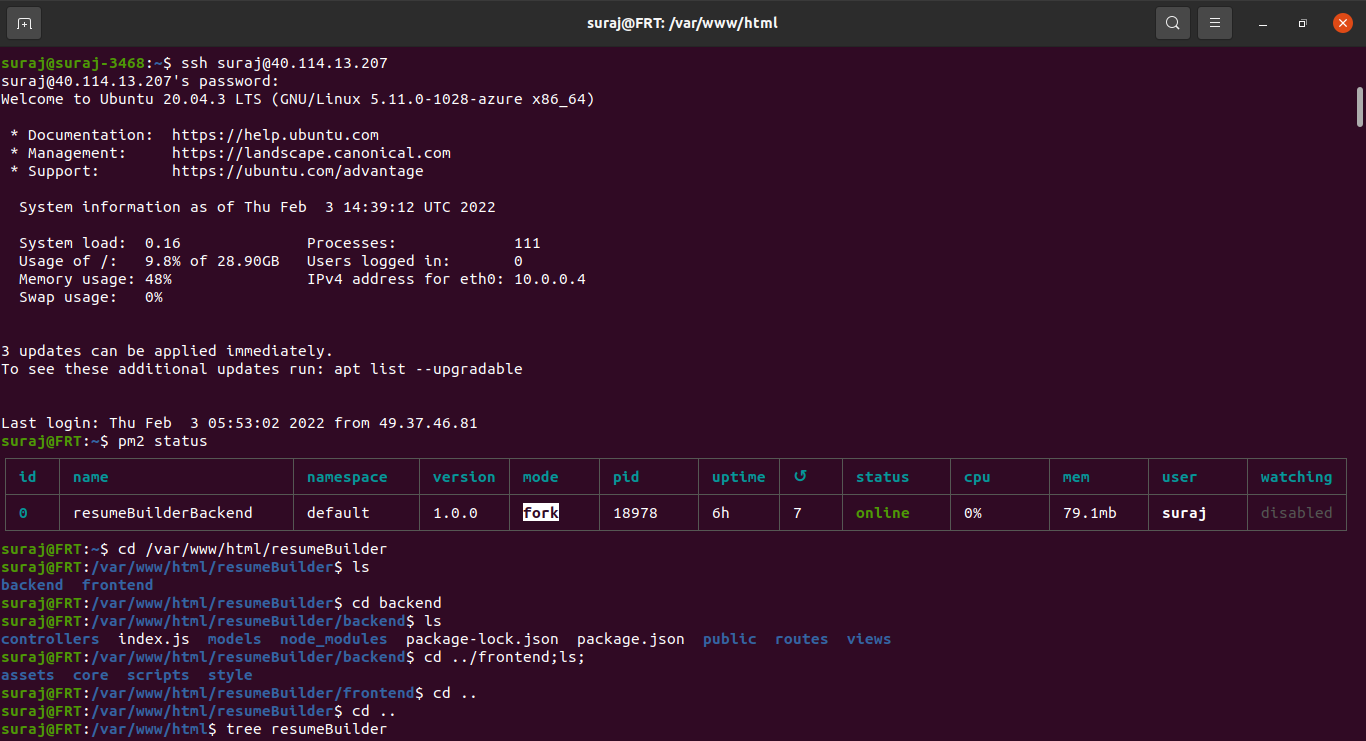 suraj@FRT: /var/www/html
suraj@suraj-3468:~$ ssh suraj@40.114.13.207
suraj@40.114.13.207's password:
Welcome to Ubuntu 20.04.3 LTS (GNU/Linux 5.11.0-1028-azure x86_64)
 * Documentation:  https://help.ubuntu.com
 * Management:     https://landscape.canonical.com
 * Support:        https://ubuntu.com/advantage
  System information as of Thu Feb  3 14:39:12 UTC 2022
  System load:  0.16              Processes:             111
  Usage of /:   9.8% of 28.90GB   Users logged in:       0
  Memory usage: 48%               IPv4 address for eth0: 10.0.0.4
  Swap usage:   0%
3 updates can be applied immediately.
To see these additional updates run: apt list --upgradable
Last login: Thu Feb  3 05:53:02 2022 from 49.37.46.81
suraj@FRT:~$ pm2 status
id name namespace version mode pid uptime ↺ status cpu mem user watching
0 resumeBuilderBackend default 1.0.0 fork 18978 6h 7 online 0% 79.1mb suraj disabled
suraj@FRT:~$ cd /var/www/html/resumeBuilder
suraj@FRT:/var/www/html/resumeBuilder$ ls
backend  frontend
suraj@FRT:/var/www/html/resumeBuilder$ cd backend
suraj@FRT:/var/www/html/resumeBuilder/backend$ ls
controllers  index.js  models  node_modules  package-lock.json  package.json  public  routes  views
suraj@FRT:/var/www/html/resumeBuilder/backend$ cd ../frontend;ls;
assets  core  scripts  style
suraj@FRT:/var/www/html/resumeBuilder/frontend$ cd ..
suraj@FRT:/var/www/html/resumeBuilder$ cd ..
suraj@FRT:/var/www/html$ tree resumeBuilder